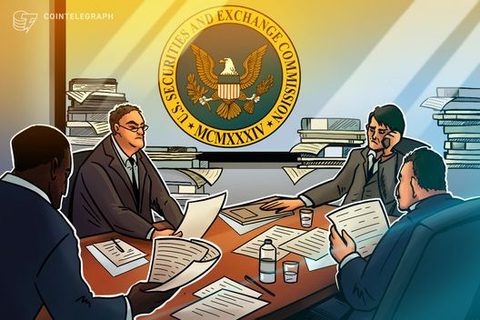 COINTELEGRAPH
U.S. SECURITIES AND EXCHANGE COMMISSION
MCMXXXIV